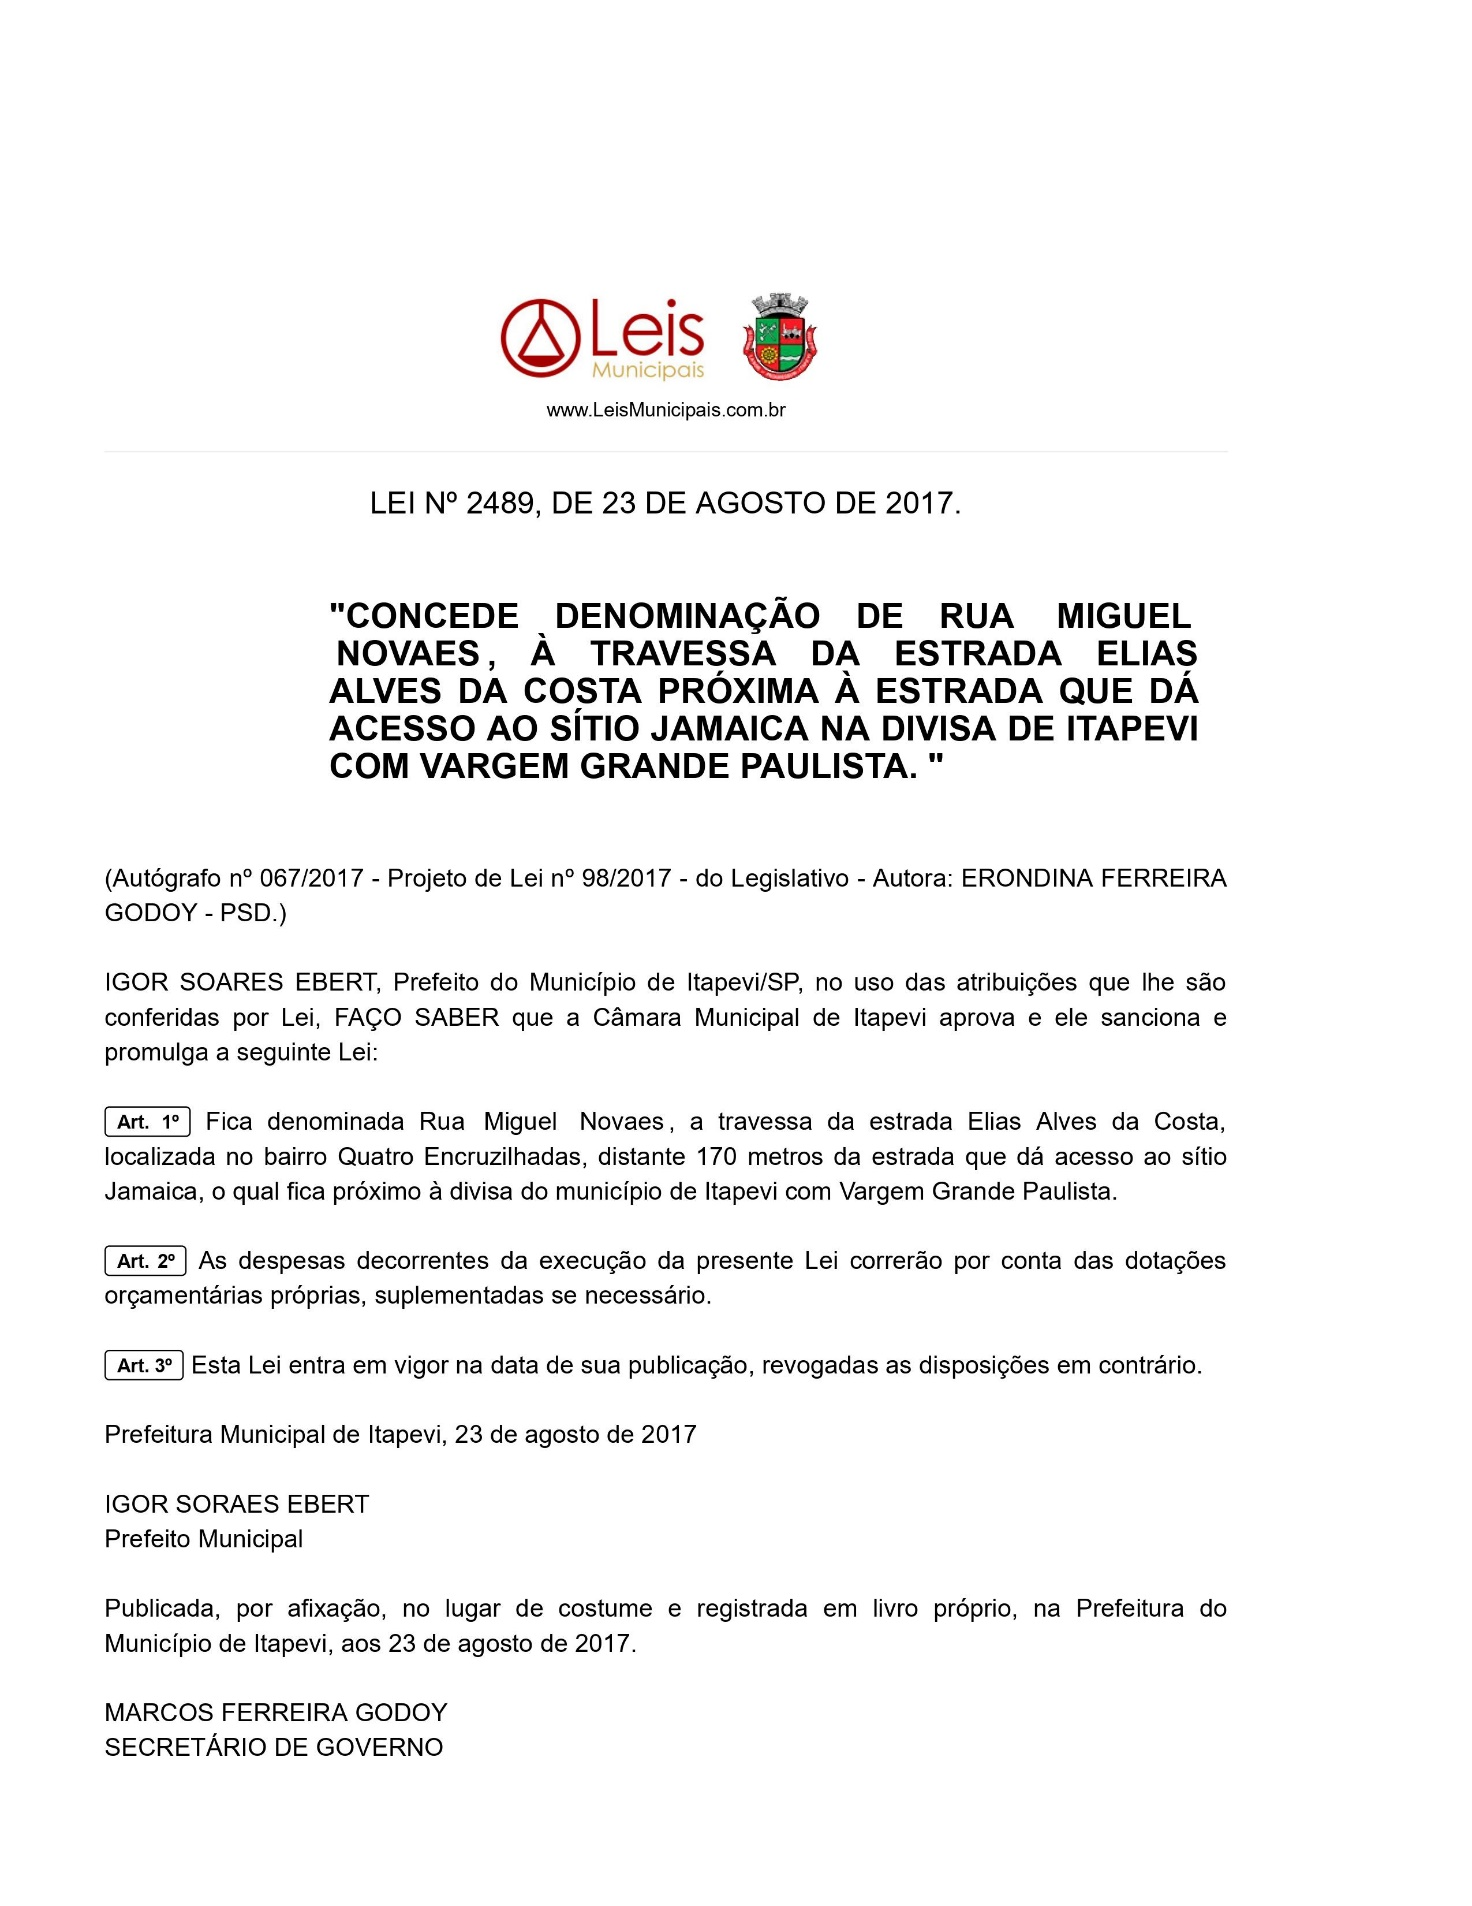 Leis
Municipais
www.LeisMunicipais.com.br
LEI Nº 2489, DE 23 DE AGOSTO DE 2017.
"CONCEDE DENOMINAÇÃO DE RUA MIGUEL
NOVAES, À TRAVESSA DA ESTRADA ELIAS
ALVES DA COSTA PRÓXIMA À ESTRADA QUE DÁ
ACESSO AO SÍTIO JAMAICA NA DIVISA DE ITAPEVI
COM VARGEM GRANDE PAULISTA. "
(Autógrafo nº 067/2017 - Projeto de Lei nº 98/2017 - do Legislativo - Autora: ERONDINA FERREIRA
GODOY - PSD.)
IGOR SOARES EBERT, Prefeito do Município de Itapevi/SP, no uso das atribuições que lhe são
conferidas por Lei, FAÇO SABER que a Câmara Municipal de Itapevi aprova e ele sanciona e
promulga a seguinte Lei:
Art. 1º Fica denominada Rua Miguel Novaes, a travessa da estrada Elias Alves da Costa,
localizada no bairro Quatro Encruzilhadas, distante 170 metros da estrada que dá acesso ao sítio
Jamaica, o qual fica próximo à divisa do município de Itapevi com Vargem Grande Paulista.
Art. 2º As despesas decorrentes da execução da presente Lei correrão por conta das dotações
orçamentárias próprias, suplementadas se necessário.
Art. 3º Esta Lei entra em vigor na data de sua publicação, revogadas as disposições em contrário.
Prefeitura Municipal de Itapevi, 23 de agosto de 2017
IGOR SORAES EBERT
Prefeito Municipal
Publicada, por afixação, no lugar de costume e registrada em livro próprio, na Prefeitura do
Município de Itapevi, aos 23 de agosto de 2017.
MARCOS FERREIRA GODOY
SECRETÁRIO DE GOVERNO